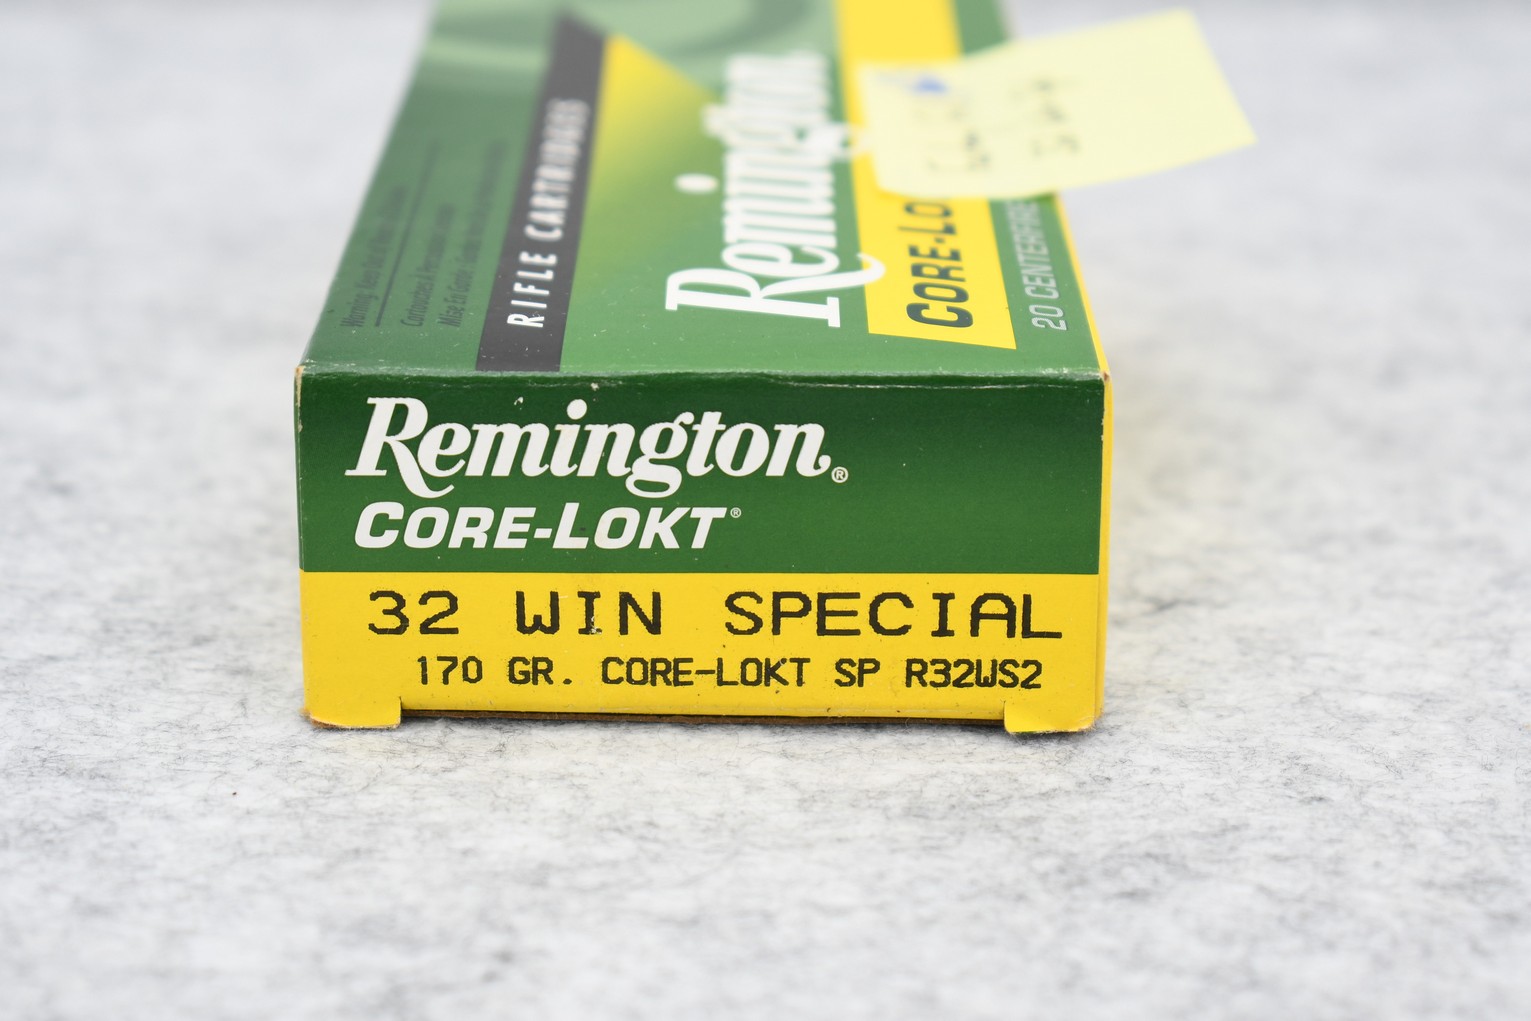 RIFLE CARTRIDGES
Remington
CORE-LO
20 CENTERFIRE
Remington®
CORE-LOKT®
32 WIN SPECIAL
170 GR. CORE-LOKT SP R32WS2